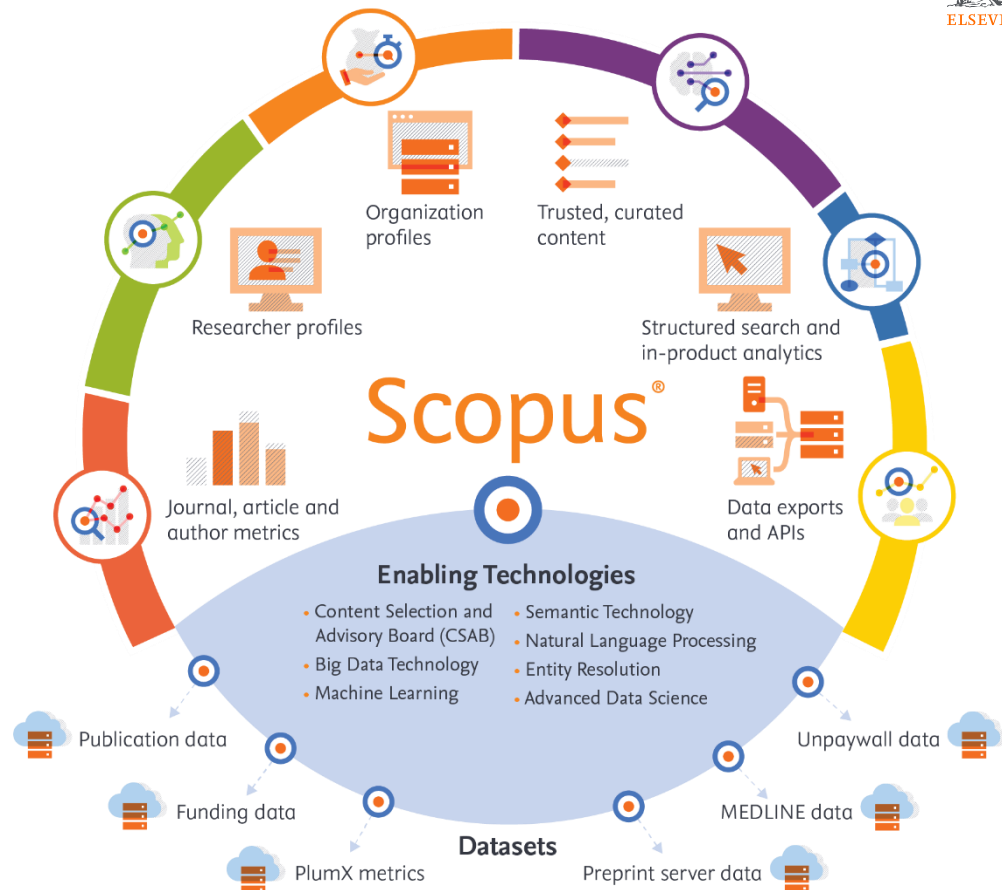 ELSEVI
Organization
profiles
Trusted, curated
content
Researcher profiles
Structured search and
in-product analytics
Scopus®
Journal, article and
author metrics
Data exports
and APIs
Enabling Technologies
• Content Selection and
Advisory Board (CSAB)
• Big Data Technology
• Machine Learning
• Semantic Technology
• Natural Language Processing
• Entity Resolution
• Advanced Data Science
Publication data
Unpaywall data
Funding data
MEDLINE data
Datasets
PlumX metrics
Preprint server data